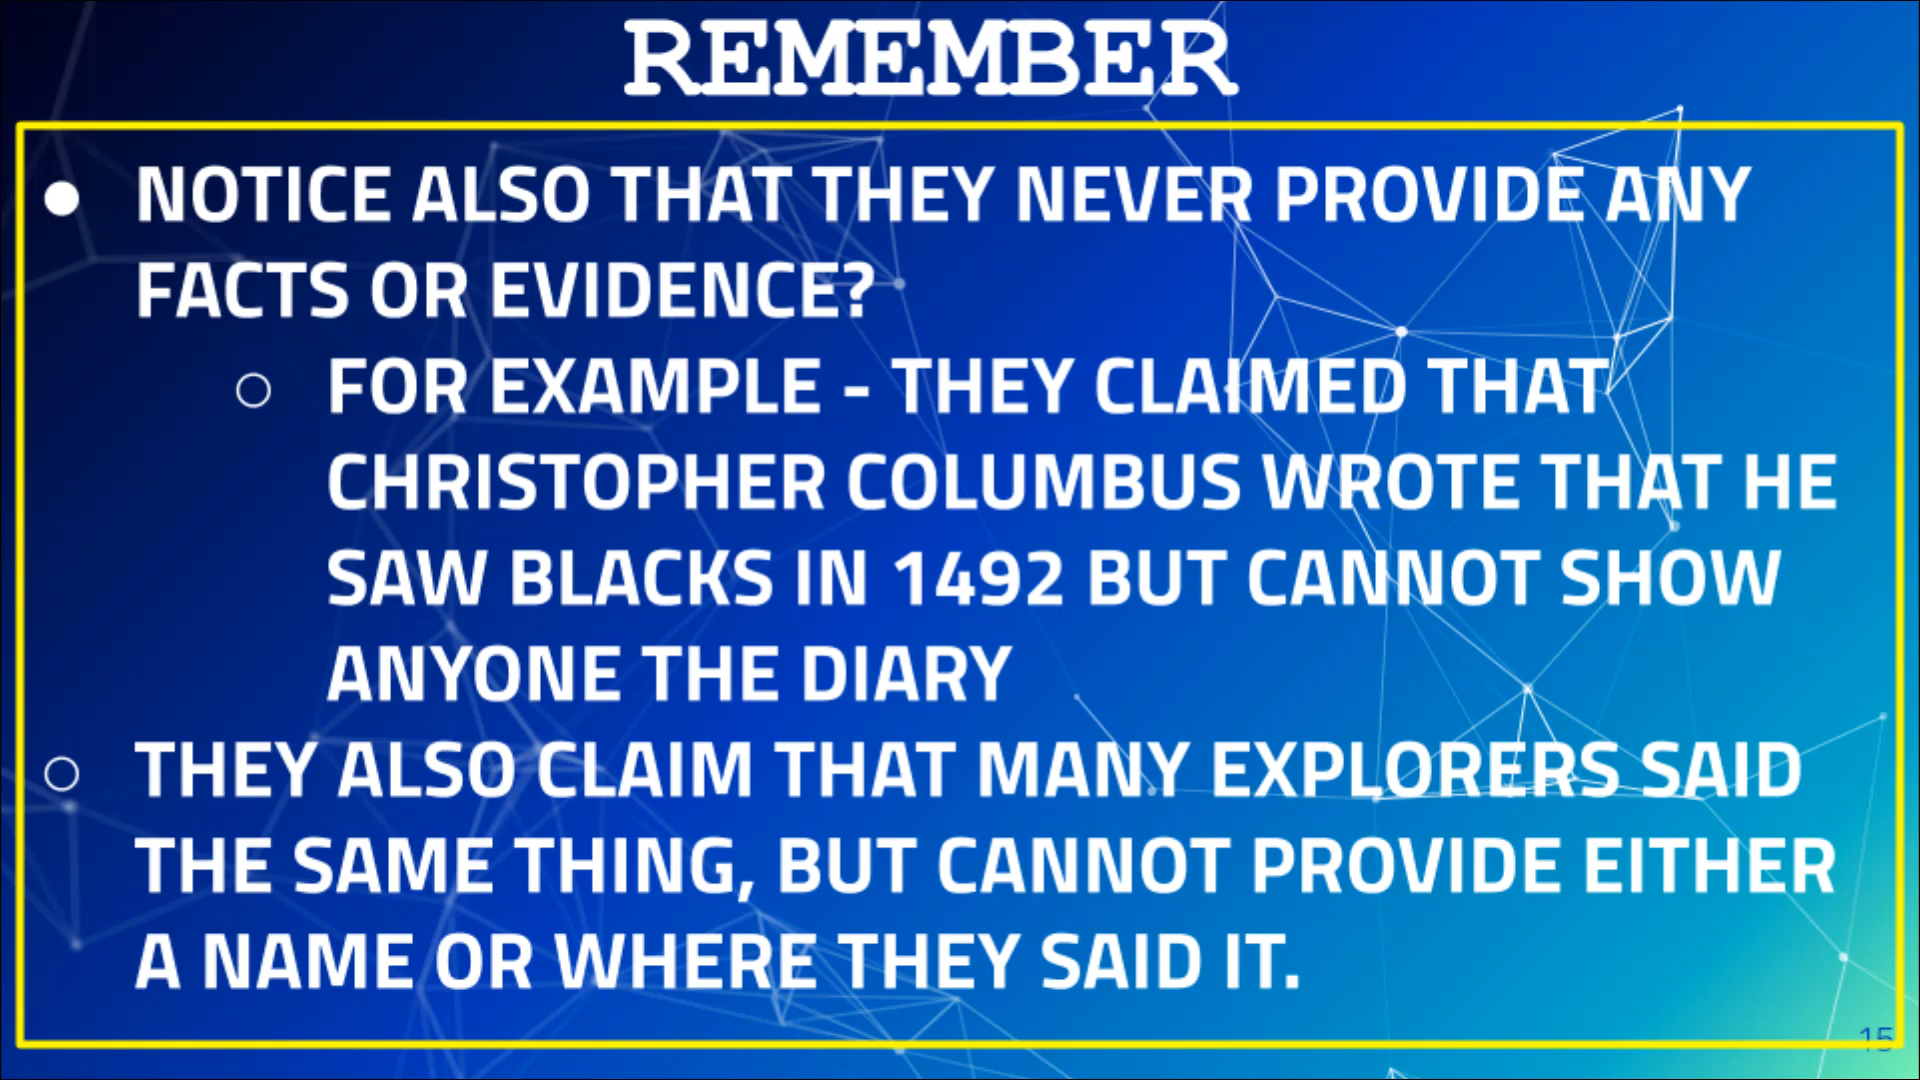 REMEMBER
● NOTICE ALSO THAT THEY NEVER PROVIDE ANY
FACTS OR EVIDENCE?
○ FOR EXAMPLE - THEY CLAIMED THAT
CHRISTOPHER COLUMBUS WROTE THAT HE
SAW BLACKS IN 1492 BUT CANNOT SHOW
ANYONE THE DIARY
○ THEY ALSO CLAIM THAT MANY EXPLORERS SAID
THE SAME THING, BUT CANNOT PROVIDE EITHER
A NAME OR WHERE THEY SAID IT.
15